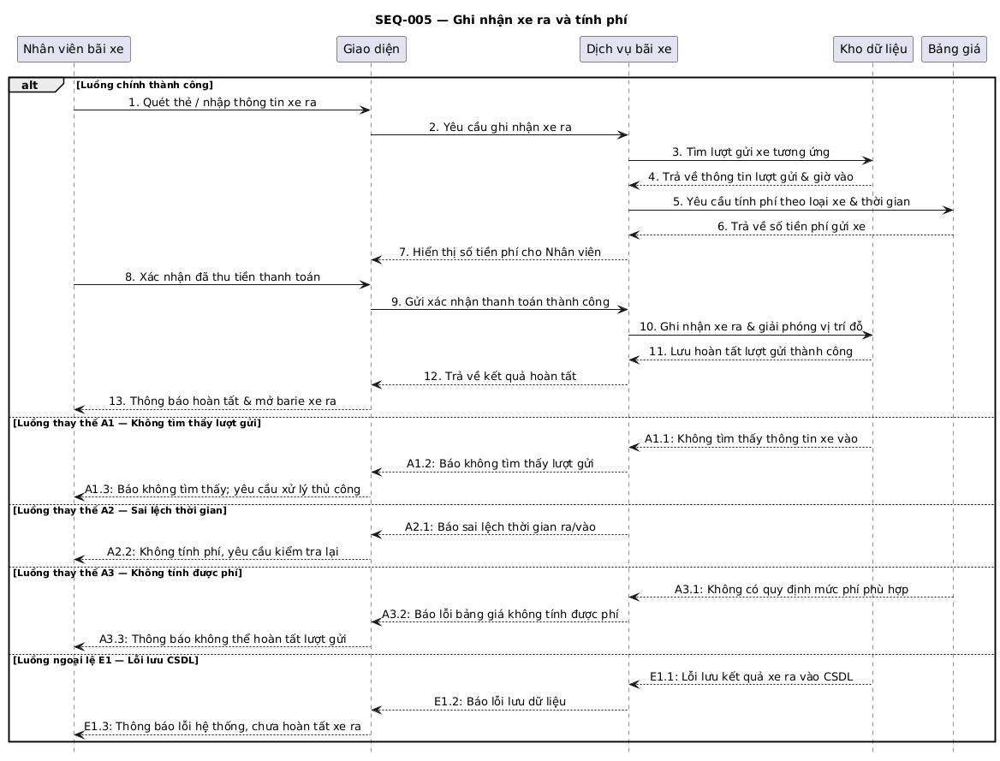 SEQ-005 — Ghi nhận xe ra và tính phí
Nhân viên bãi xe
Giao diện
Dịch vụ bãi xe
Kho dữ liệu
Bảng giá
alt
[Luồng chính thành công]
1. Quét thẻ / nhập thông tin xe ra
2. Yêu cầu ghi nhận xe ra
3. Tìm lượt gửi xe tương ứng
4. Trả về thông tin lượt gửi & giờ vào
5. Yêu cầu tính phí theo loại xe & thời gian
6. Trả về số tiền phí gửi xe
7. Hiển thị số tiền phí cho Nhân viên
8. Xác nhận đã thu tiền thanh toán
9. Gửi xác nhận thanh toán thành công
10. Ghi nhận xe ra & giải phóng vị trí đỗ
11. Lưu hoàn tất lượt gửi thành công
12. Trả về kết quả hoàn tất
13. Thông báo hoàn tất & mở barie xe ra
[Luồng thay thế A1 — Không tìm thấy lượt gửi]
A1.1: Không tìm thấy thông tin xe vào
A1.2: Báo không tìm thấy lượt gửi
A1.3: Báo không tìm thấy; yêu cầu xử lý thủ công
[Luồng thay thế A2 — Sai lệch thời gian]
A2.1: Báo sai lệch thời gian ra/vào
A2.2: Không tính phí, yêu cầu kiểm tra lại
[Luồng thay thế A3 — Không tính được phí]
A3.1: Không có quy định mức phí phù hợp
A3.2: Báo lỗi bảng giá không tính được phí
A3.3: Thông báo không thể hoàn tất lượt gửi
[Luồng ngoại lệ E1 — Lỗi lưu CSDL]
E1.1: Lỗi lưu kết quả xe ra vào CSDL
E1.2: Báo lỗi lưu dữ liệu
E1.3: Thông báo lỗi hệ thống, chưa hoàn tất xe ra